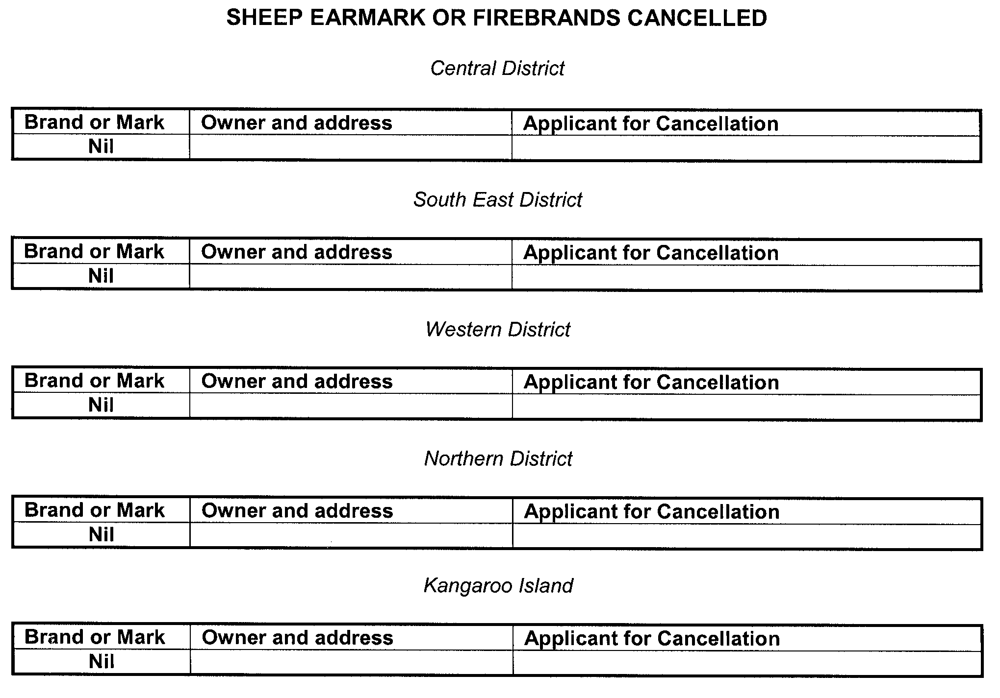 SHEEP EARMARK OR FIREBRANDS CANCELLED
Central District
Brand or Mark Owner and address Applicant for Cancellation
Nil
South East District
Brand or Mark Owner and address Applicant for Cancellation
Nil
Western District
Brand or Mark Owner and address Applicant for Cancellation
Nil
Northern District
Brand or Mark Owner and address Applicant for Cancellation
Nil
Kangaroo Island
Brand or Mark Owner and address Applicant for Cancellation
Nil